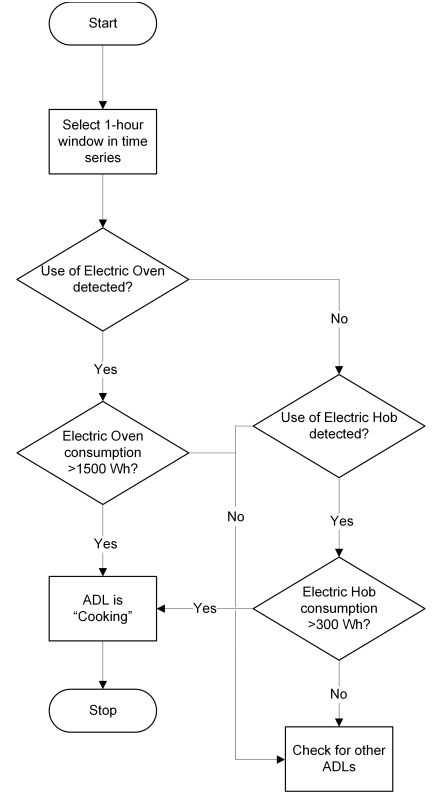 Start
Select 1-hour
window in time
series
Use of Electric Oven
detected?
No
Yes
Electric Oven
consumption
>1500 Wh?
Use of Electric Hob
detected?
No
Yes
Yes
ADL is
“Cooking”
Yes
Electric Hob
consumption
>300 Wh?
No
Stop
Check for other
ADLs